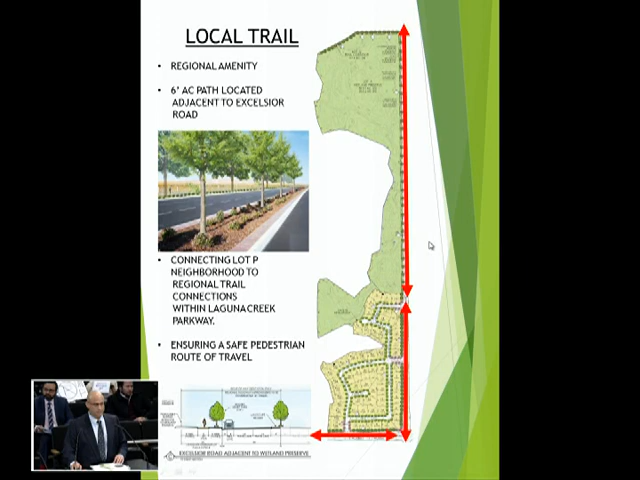 LOCAL TRAIL
• REGIONAL AMENITY
• 6' AC PATH LOCATED
ADJACENT TO EXCELSIOR
ROAD
• CONNECTING LOT P
NEIGHBORHOOD TO
REGIONAL TRAIL
CONNECTIONS
WITHIN LAGUNA CREEK
PARKWAY.
• ENSURING A SAFE PEDESTRIAN
ROUTE OF TRAVEL
EXCELSIOR ROAD ADJACENT TO WETLAND PRESERVE